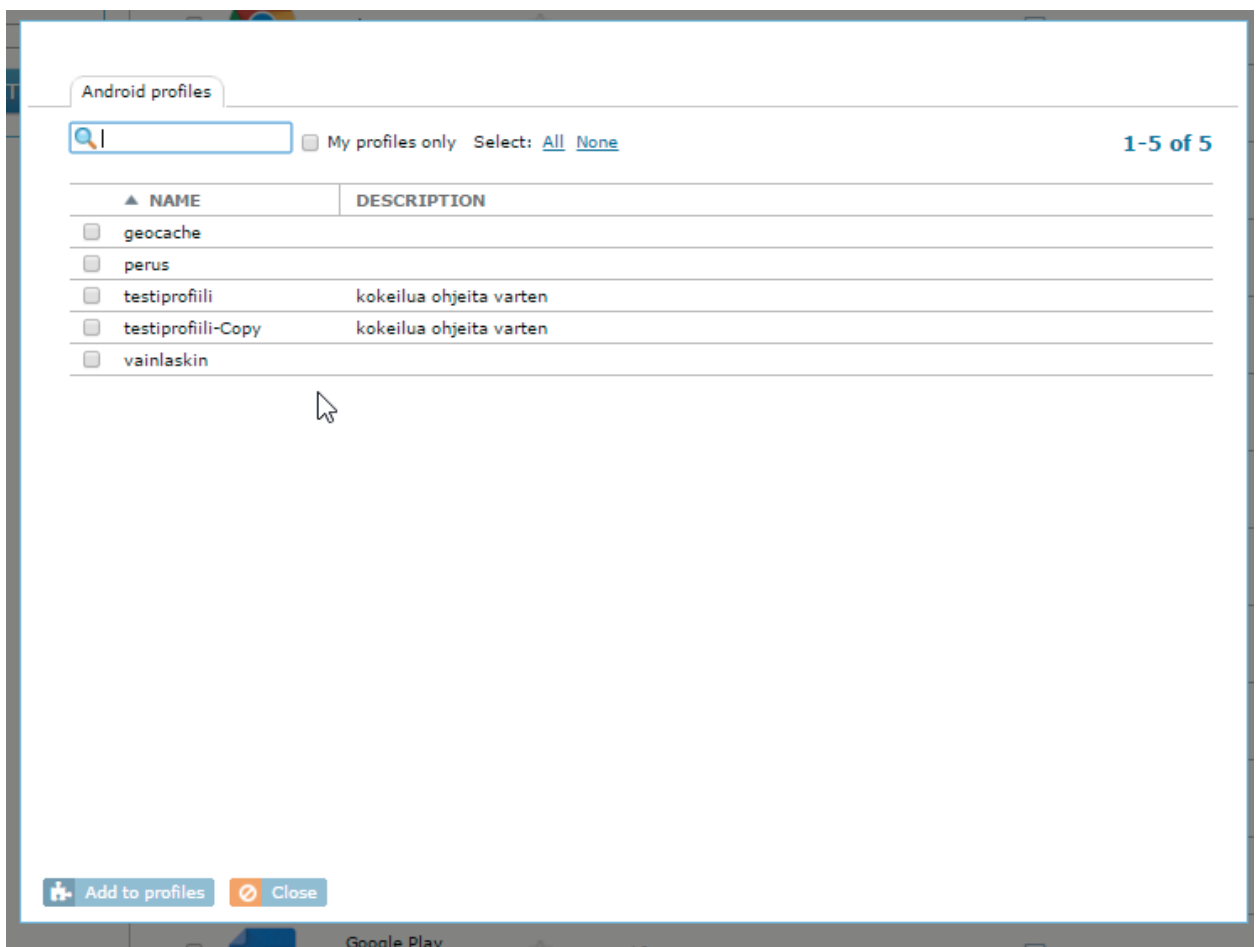 Android profiles
My profiles only Select: All None 1-5 of 5
NAME DESCRIPTION
geocache
perus
testiprofiili kokeilua ohjeita varten
testiprofiili-Copy kokeilua ohjeita varten
vainlaskin
Add to profiles Close
Google Play